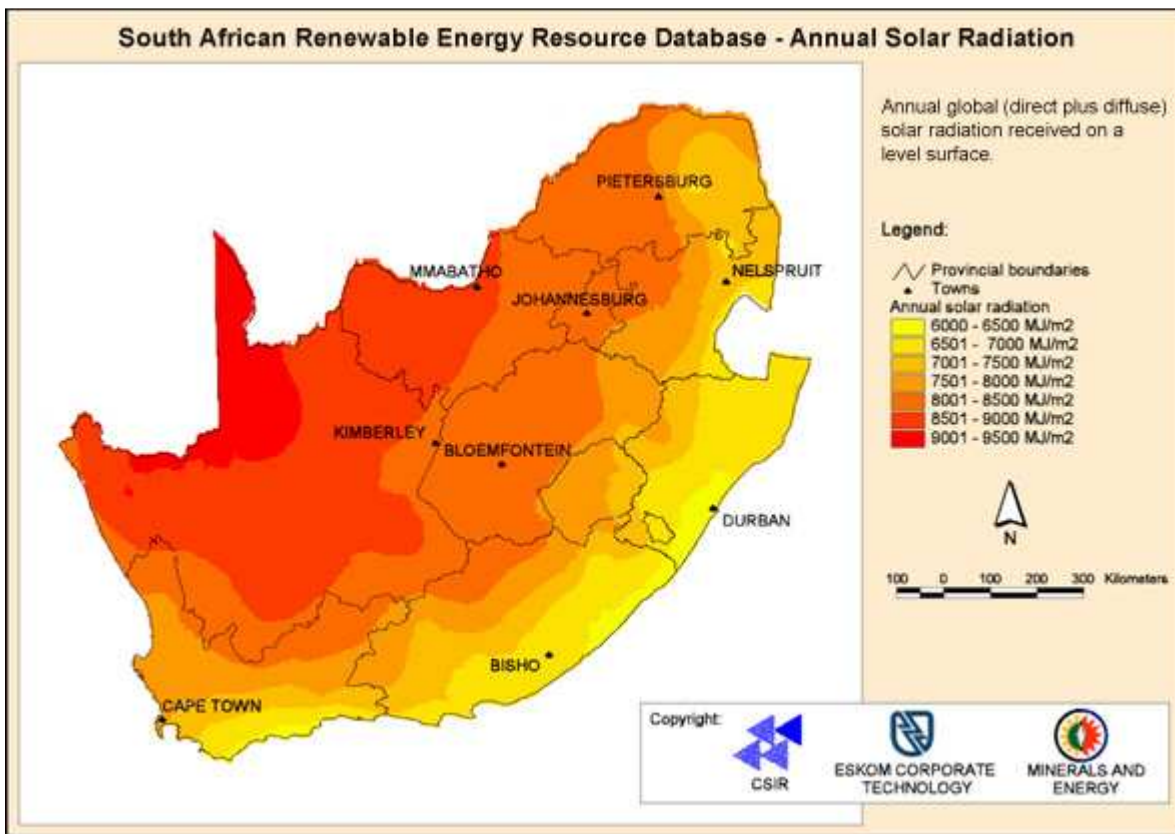 South African Renewable Energy Resource Database - Annual Solar Radiation
Annual global (direct plus diffuse)
solar radiation received on a
level surface.
PIETERSBURG
MMABATHO
NELSPRUIT
JOHANNESBURG
KIMBERLEY
BLOEMFONTEIN
DURBAN
BISHO
CAPE TOWN
Legend:
Provincial boundaries
Towns
Annual solar radiation
6000 - 6500 MJ/m2
6501 - 7000 MJ/m2
7001 - 7500 MJ/m2
7501 - 8000 MJ/m2
8001 - 8500 MJ/m2
8501 - 9000 MJ/m2
9001 - 9500 MJ/m2
N
100 0 100 200 300 Kilometers
Copyright:
CSIR
ESKOM CORPORATE
TECHNOLOGY
MINERALS AND
ENERGY